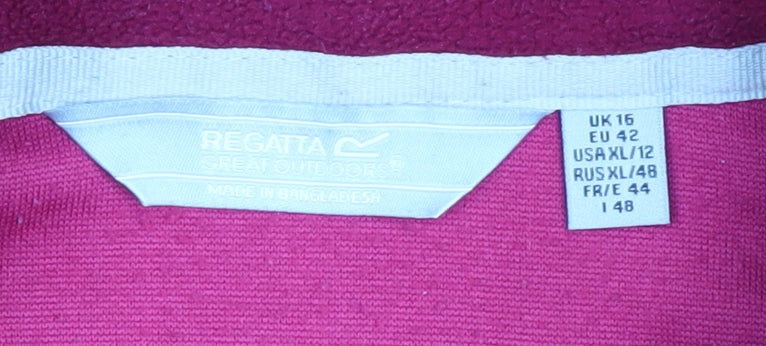 REGATTA
GREAT OUTDOORS
MADE IN BANGLADESH
UK 16
EU 42
USA XL/12
RUS XL/48
FR/E 44
I 48